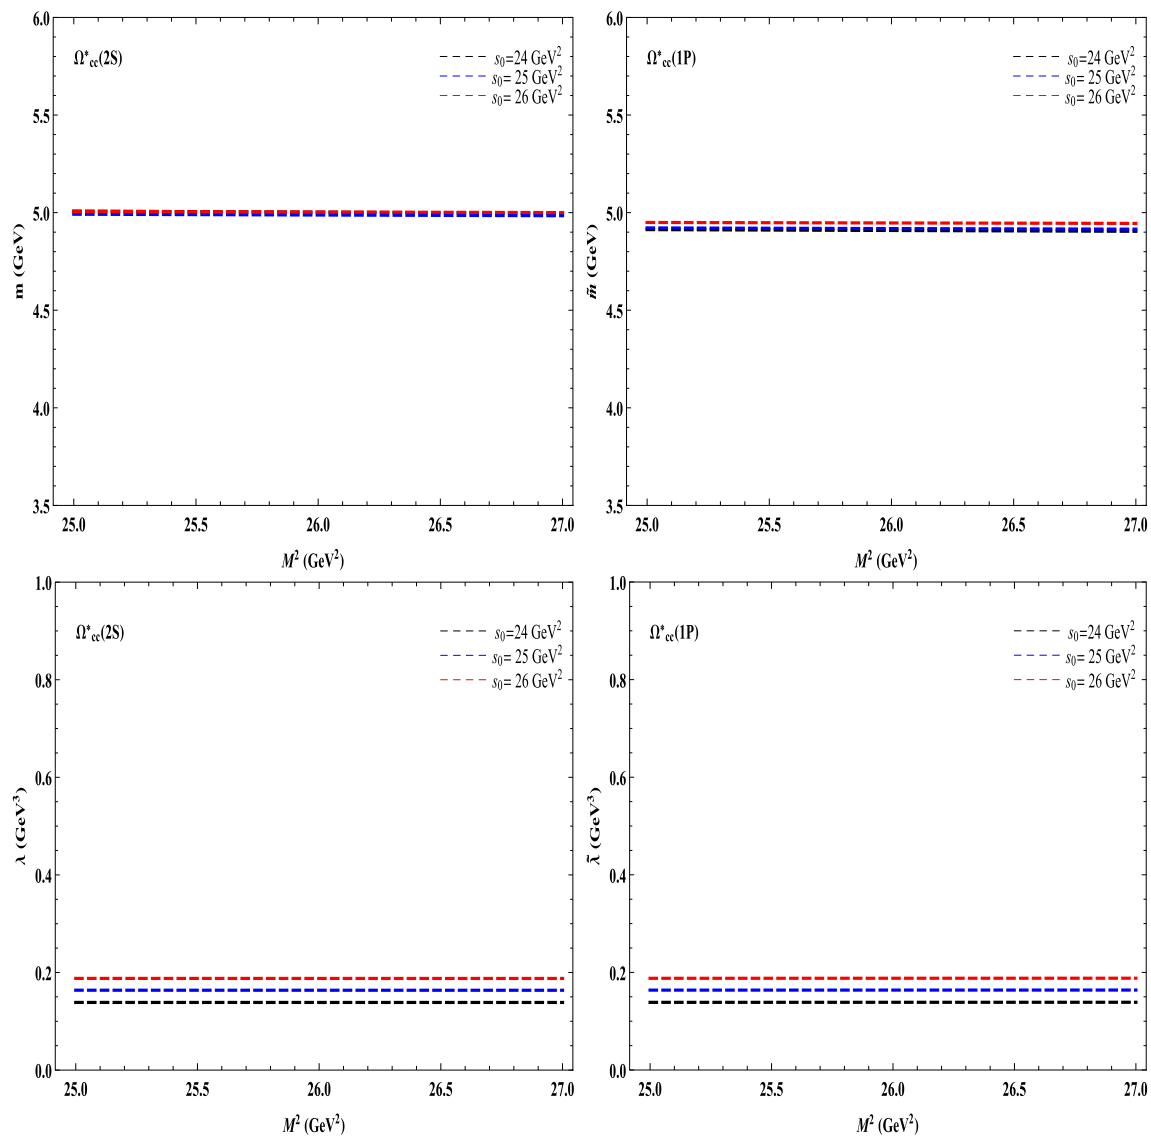 Ω*cc(2S)
s0=24 GeV²
s0= 25 GeV²
s0= 26 GeV²
m (GeV)
6.0
5.5
5.0
4.5
4.0
3.5
25.0 25.5 26.0 26.5 27.0
M² (GeV²)
Ω*cc(1P)
s0=24 GeV²
s0= 25 GeV²
s0= 26 GeV²
m̃ (GeV)
6.0
5.5
5.0
4.5
4.0
3.5
25.0 25.5 26.0 26.5 27.0
M² (GeV²)
Ω*cc(2S)
s0=24 GeV²
s0= 25 GeV²
s0= 26 GeV²
λ (GeV³)
1.0
0.8
0.6
0.4
0.2
0.0
25.0 25.5 26.0 26.5 27.0
M² (GeV²)
Ω*cc(1P)
s0=24 GeV²
s0= 25 GeV²
s0= 26 GeV²
λ̃ (GeV³)
1.0
0.8
0.6
0.4
0.2
0.0
25.0 25.5 26.0 26.5 27.0
M² (GeV²)